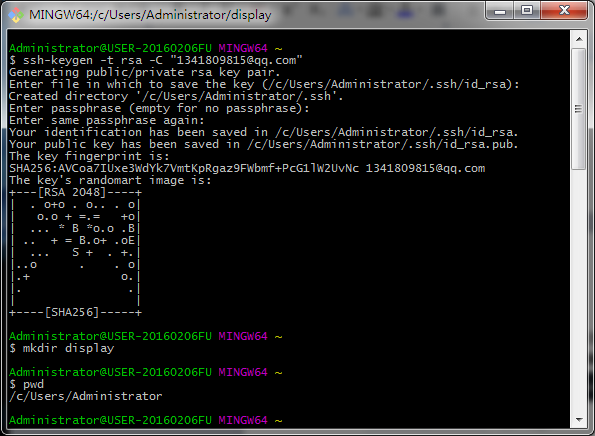 MINGW64:/c/Users/Administrator/display
Administrator@USER-20160206FU MINGW64 ~
$ ssh-keygen -t rsa -C "1341809815@qq.com"
Generating public/private rsa key pair.
Enter file in which to save the key (/c/Users/Administrator/.ssh/id_rsa):
Created directory '/c/Users/Administrator/.ssh'.
Enter passphrase (empty for no passphrase):
Enter same passphrase again:
Your identification has been saved in /c/Users/Administrator/.ssh/id_rsa.
Your public key has been saved in /c/Users/Administrator/.ssh/id_rsa.pub.
The key fingerprint is:
SHA256:AVCoa7IUxe3WdYk7VmtKpRgaz9FWbmf+PcG1lW2UvNc 1341809815@qq.com
The key's randomart image is:
+---[RSA 2048]----+
|  . o+o . o.. . o|
|   o.o + =.=   +o|
|  ... * B *o.o .B|
| ..  + = B.o+ .oE|
|  ...   S +  . +.|
|..o      .    . o|
|.+             o.|
|.               .|
|                 |
+----[SHA256]-----+
Administrator@USER-20160206FU MINGW64 ~
$ mkdir display
Administrator@USER-20160206FU MINGW64 ~
$ pwd
/c/Users/Administrator
Administrator@USER-20160206FU MINGW64 ~